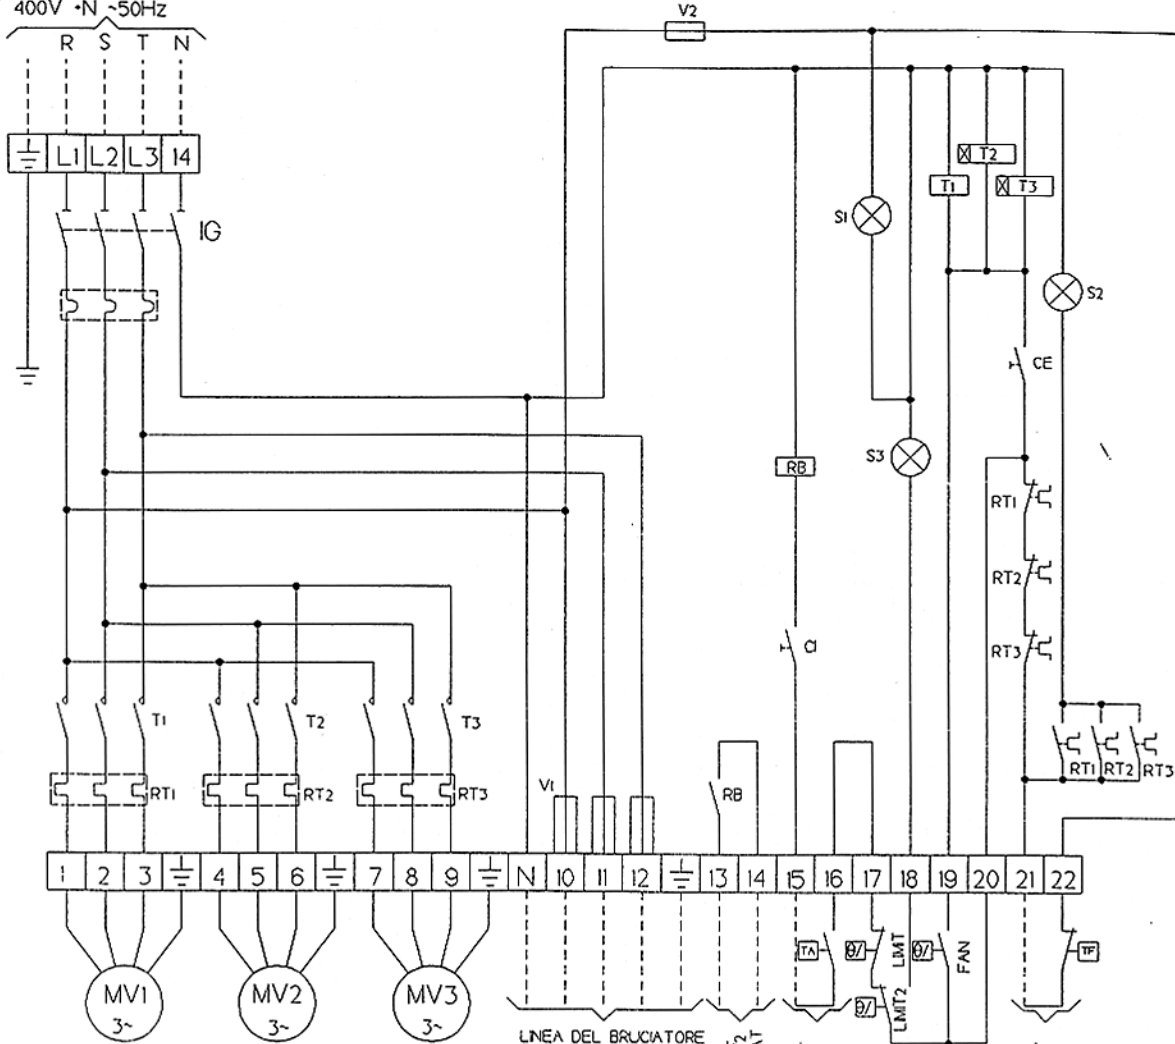 400V +N ~50Hz
R S T N
V2
L1 L2 L3 14
T2
T1 T3
S1
IG
S2
CE
S3
RB
RT1
RT2
CI
RT3
T1 T2 T3
RT1 RT2 RT3
RT1 RT2 RT3
V1
RB
1 2 3 4 5 6 7 8 9 N 10 11 12 13 14 15 16 17 18 19 20 21 22
TA θ/ LIMIT θ/ FAN TF
MV1 3~
MV2 3~
MV3 3~
θ/ LIMIT2
LINEA DEL BRUCIATORE